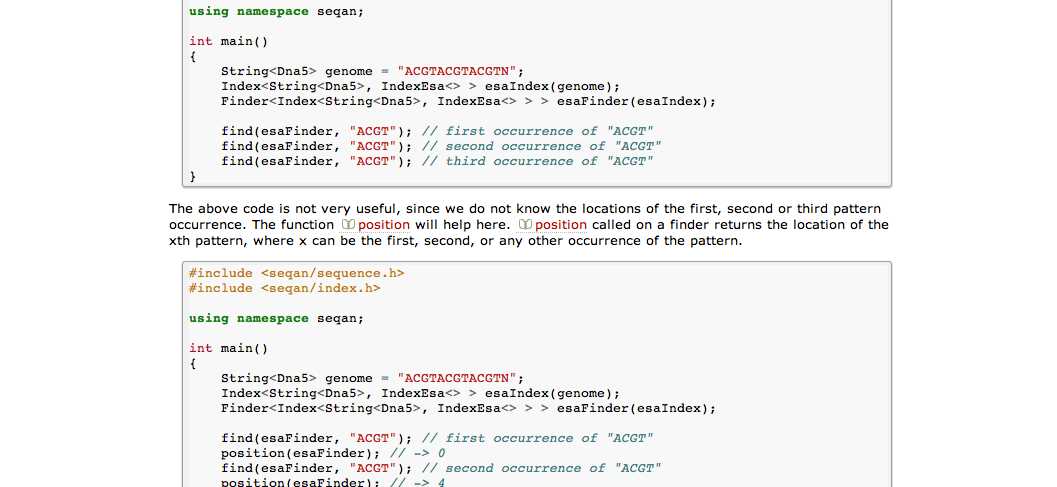 using namespace seqan;
int main()
{
String<Dna5> genome = "ACGTACGTACGTN";
Index<String<Dna5>, IndexEsa<> > esaIndex(genome);
Finder<Index<String<Dna5>, IndexEsa<> > > esaFinder(esaIndex);
find(esaFinder, "ACGT"); // first occurrence of "ACGT"
find(esaFinder, "ACGT"); // second occurrence of "ACGT"
find(esaFinder, "ACGT"); // third occurrence of "ACGT"
}
The above code is not very useful, since we do not know the locations of the first, second or third pattern
occurrence. The function position will help here. position called on a finder returns the location of the
xth pattern, where x can be the first, second, or any other occurrence of the pattern.
#include <seqan/sequence.h>
#include <seqan/index.h>
using namespace seqan;
int main()
{
String<Dna5> genome = "ACGTACGTACGTN";
Index<String<Dna5>, IndexEsa<> > esaIndex(genome);
Finder<Index<String<Dna5>, IndexEsa<> > > esaFinder(esaIndex);
find(esaFinder, "ACGT"); // first occurrence of "ACGT"
position(esaFinder); // -> 0
find(esaFinder, "ACGT"); // second occurrence of "ACGT"
position(esaFinder); // -> 4